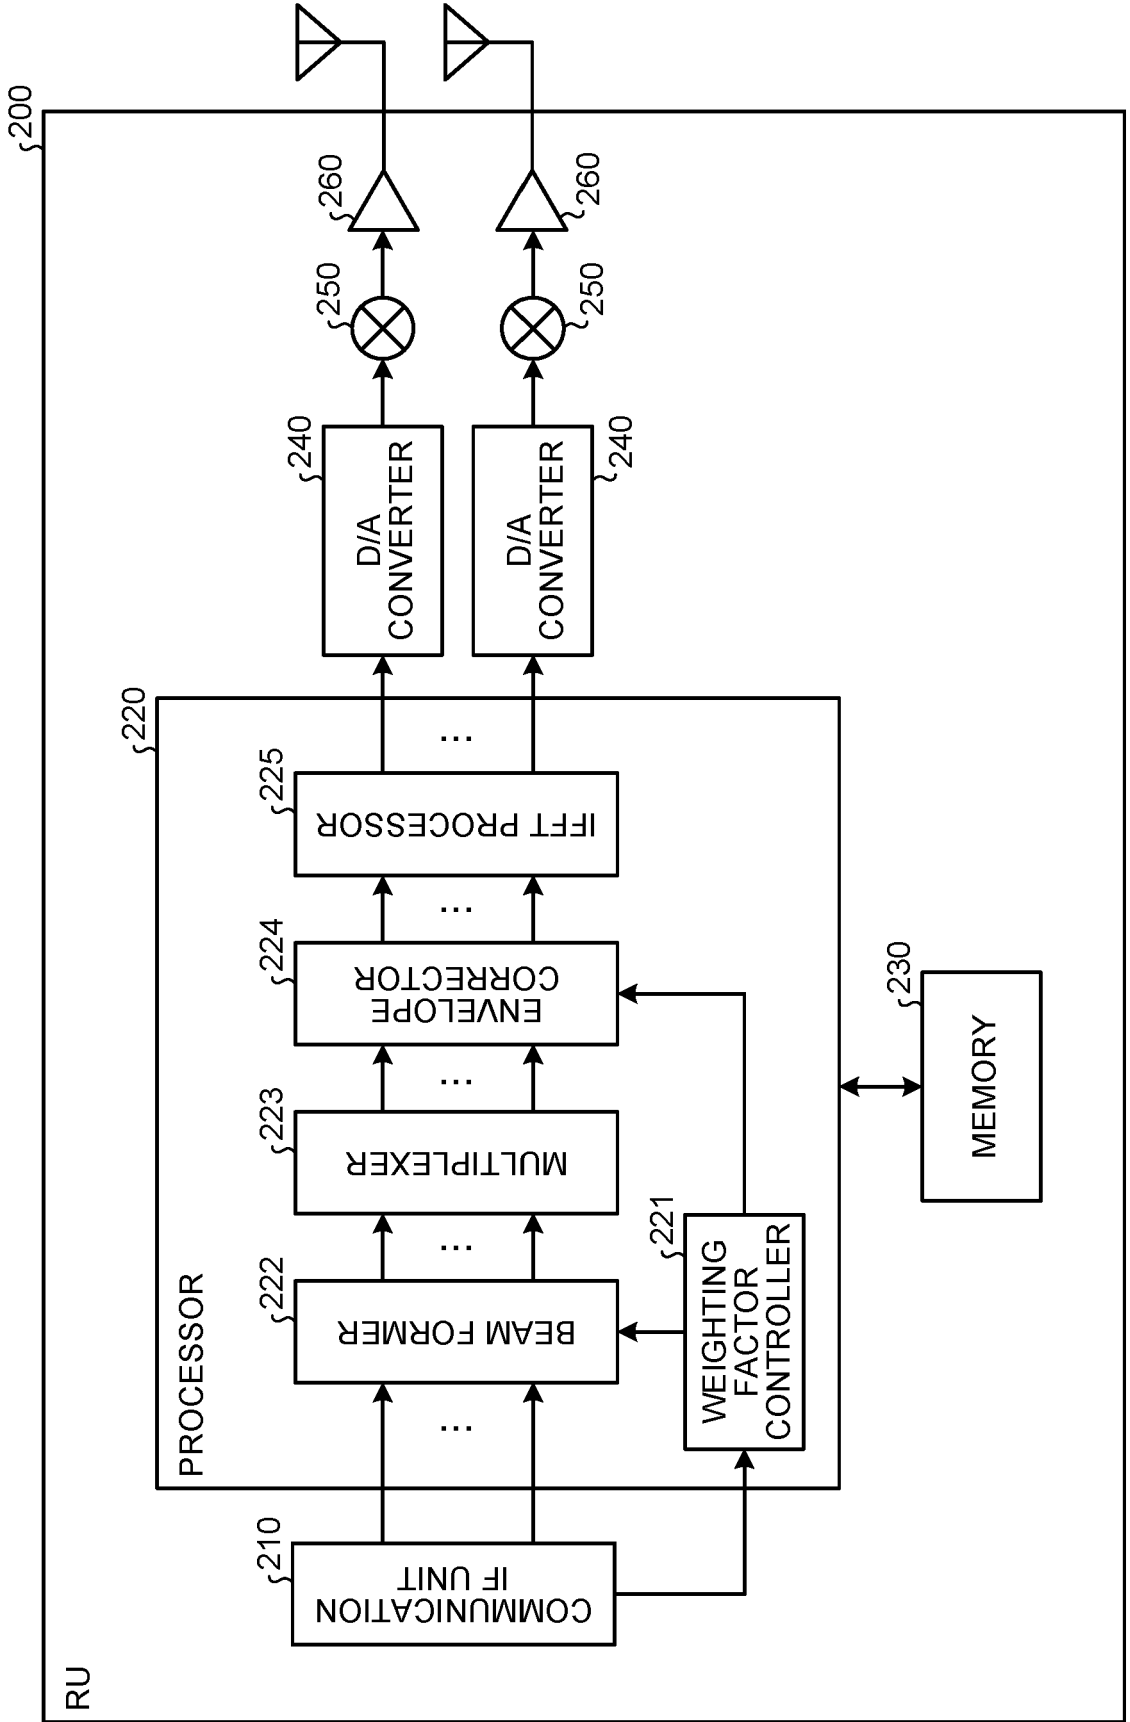 RU
200
PROCESSOR
220
COMMUNICATION
IF UNIT
210
BEAM FORMER
222
MULTIPLEXER
223
ENVELOPE
CORRECTOR
224
IFFT PROCESSOR
225
WEIGHTING
FACTOR
CONTROLLER
221
...
...
...
...
...
D/A
CONVERTER
240
D/A
CONVERTER
240
250
250
260
260
MEMORY
230